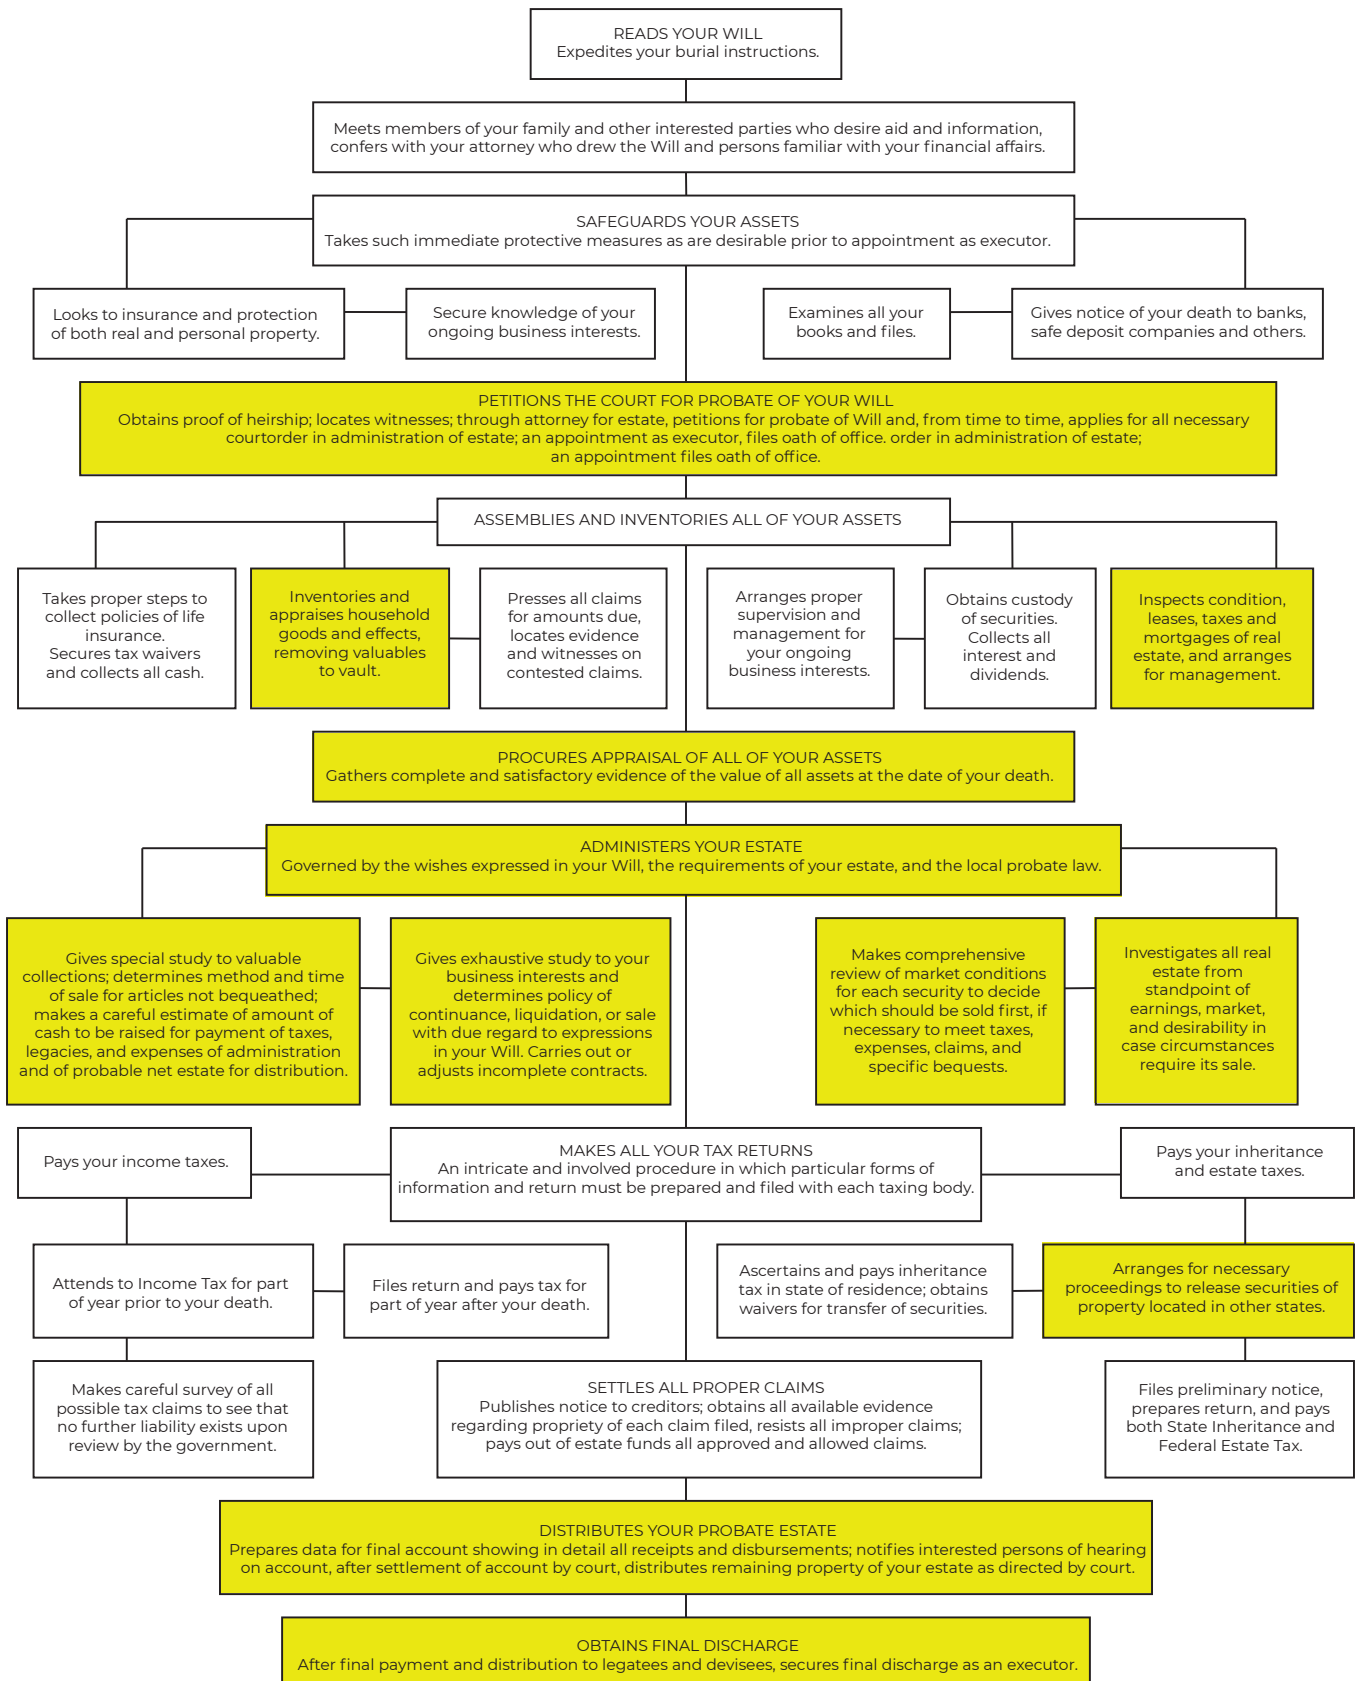 READS YOUR WILL
Expedites your burial instructions.
Meets members of your family and other interested parties who desire aid and information,
confers with your attorney who drew the Will and persons familiar with your financial affairs.
SAFEGUARDS YOUR ASSETS
Takes such immediate protective measures as are desirable prior to appointment as executor.
Looks to insurance and protection
of both real and personal property.
Secure knowledge of your
ongoing business interests.
Examines all your
books and files.
Gives notice of your death to banks,
safe deposit companies and others.
PETITIONS THE COURT FOR PROBATE OF YOUR WILL
Obtains proof of heirship; locates witnesses; through attorney for estate, petitions for probate of Will and, from time to time, applies for all necessary
courtorder in administration of estate; an appointment as executor, files oath of office. order in administration of estate;
an appointment files oath of office.
ASSEMBLIES AND INVENTORIES ALL OF YOUR ASSETS
Takes proper steps to
collect policies of life
insurance.
Secures tax waivers
and collects all cash.
Inventories and
appraises household
goods and effects,
removing valuables
to vault.
Presses all claims
for amounts due,
locates evidence
and witnesses on
contested claims.
Arranges proper
supervision and
management for
your ongoing
business interests.
Obtains custody
of securities.
Collects all
interest and
dividends.
Inspects condition,
leases, taxes and
mortgages of real
estate, and arranges
for management.
PROCURES APPRAISAL OF ALL OF YOUR ASSETS
Gathers complete and satisfactory evidence of the value of all assets at the date of your death.
ADMINISTERS YOUR ESTATE
Governed by the wishes expressed in your Will, the requirements of your estate, and the local probate law.
Gives special study to valuable
collections; determines method and time
of sale for articles not bequeathed;
makes a careful estimate of amount of
cash to be raised for payment of taxes,
legacies, and expenses of administration
and of probable net estate for distribution.
Gives exhaustive study to your
business interests and
determines policy of
continuance, liquidation, or sale
with due regard to expressions
in your Will. Carries out or
adjusts incomplete contracts.
Makes comprehensive
review of market conditions
for each security to decide
which should be sold first, if
necessary to meet taxes,
expenses, claims, and
specific bequests.
Investigates all real
estate from
standpoint of
earnings, market,
and desirability in
case circumstances
require its sale.
Pays your income taxes.
MAKES ALL YOUR TAX RETURNS
An intricate and involved procedure in which particular forms of
information and return must be prepared and filed with each taxing body.
Pays your inheritance
and estate taxes.
Attends to Income Tax for part
of year prior to your death.
Files return and pays tax for
part of year after your death.
Ascertains and pays inheritance
tax in state of residence; obtains
waivers for transfer of securities.
Arranges for necessary
proceedings to release securities of
property located in other states.
Makes careful survey of all
possible tax claims to see that
no further liability exists upon
review by the government.
SETTLES ALL PROPER CLAIMS
Publishes notice to creditors; obtains all available evidence
regarding propriety of each claim filed, resists all improper claims;
pays out of estate funds all approved and allowed claims.
Files preliminary notice,
prepares return, and pays
both State Inheritance and
Federal Estate Tax.
DISTRIBUTES YOUR PROBATE ESTATE
Prepares data for final account showing in detail all receipts and disbursements; notifies interested persons of hearing
on account, after settlement of account by court, distributes remaining property of your estate as directed by court.
OBTAINS FINAL DISCHARGE
After final payment and distribution to legatees and devisees, secures final discharge as an executor.